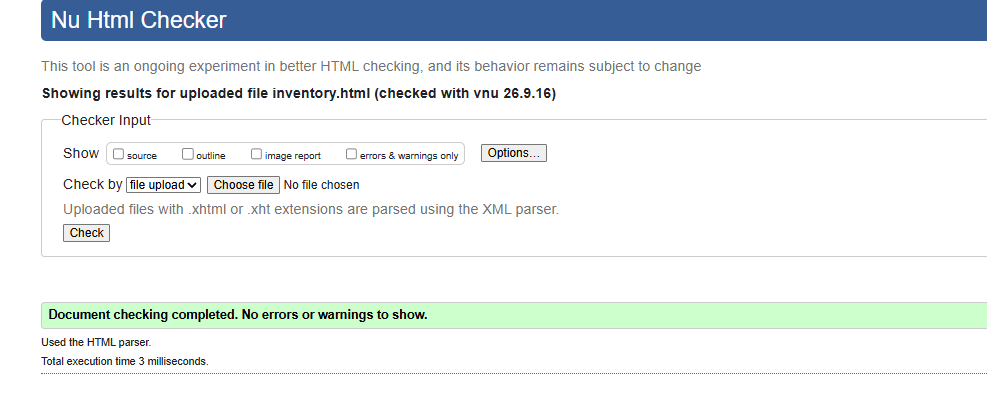 Nu Html Checker
This tool is an ongoing experiment in better HTML checking, and its behavior remains subject to change
Showing results for uploaded file inventory.html (checked with vnu 26.9.16)
Checker Input
Show source outline image report errors & warnings only Options...
Check by file upload Choose file No file chosen
Uploaded files with .xhtml or .xht extensions are parsed using the XML parser.
Check
Document checking completed. No errors or warnings to show.
Used the HTML parser.
Total execution time 3 milliseconds.